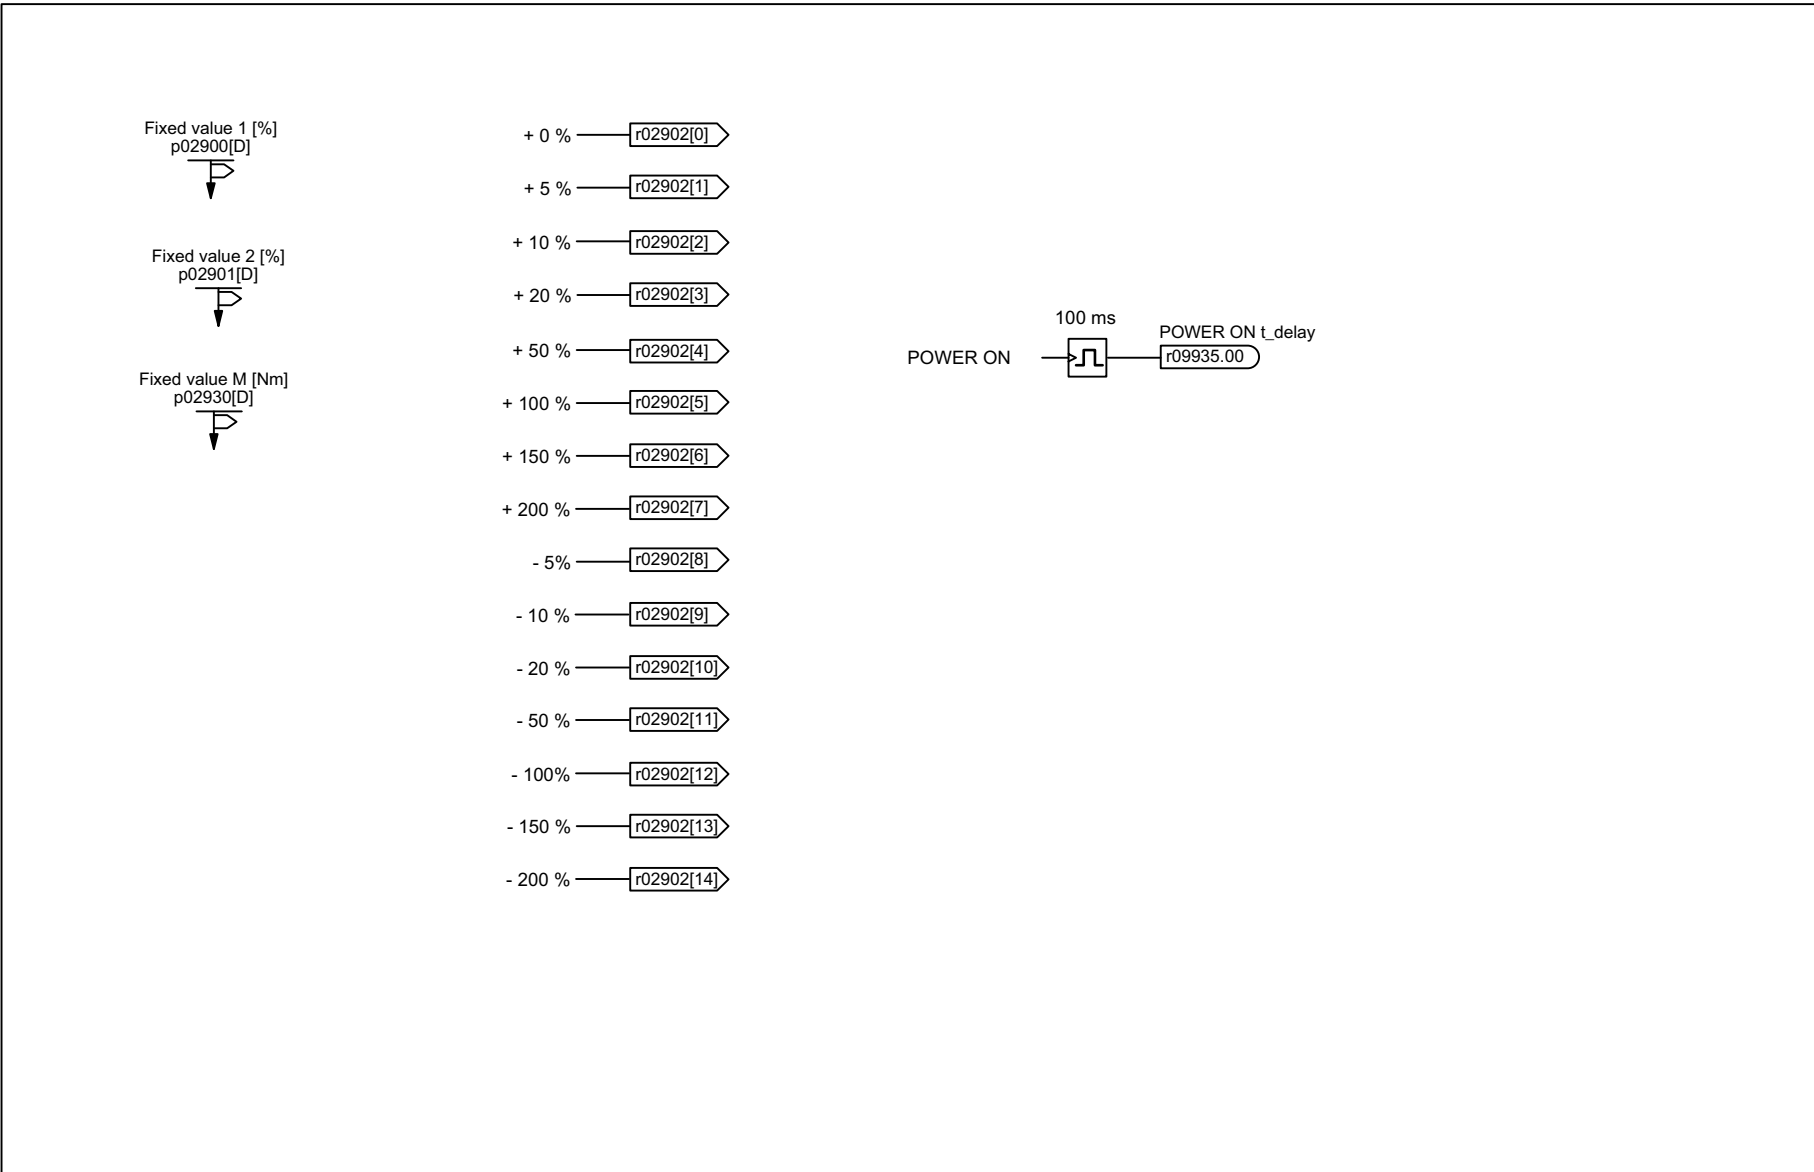 Fixed value 1 [%]
p02900[D]
Fixed value 2 [%]
p02901[D]
Fixed value M [Nm]
p02930[D]
+ 0 % r02902[0]
+ 5 % r02902[1]
+ 10 % r02902[2]
+ 20 % r02902[3]
+ 50 % r02902[4]
+ 100 % r02902[5]
+ 150 % r02902[6]
+ 200 % r02902[7]
- 5% r02902[8]
- 10 % r02902[9]
- 20 % r02902[10]
- 50 % r02902[11]
- 100% r02902[12]
- 150 % r02902[13]
- 200 % r02902[14]
100 ms
POWER ON t_delay
POWER ON r09935.00